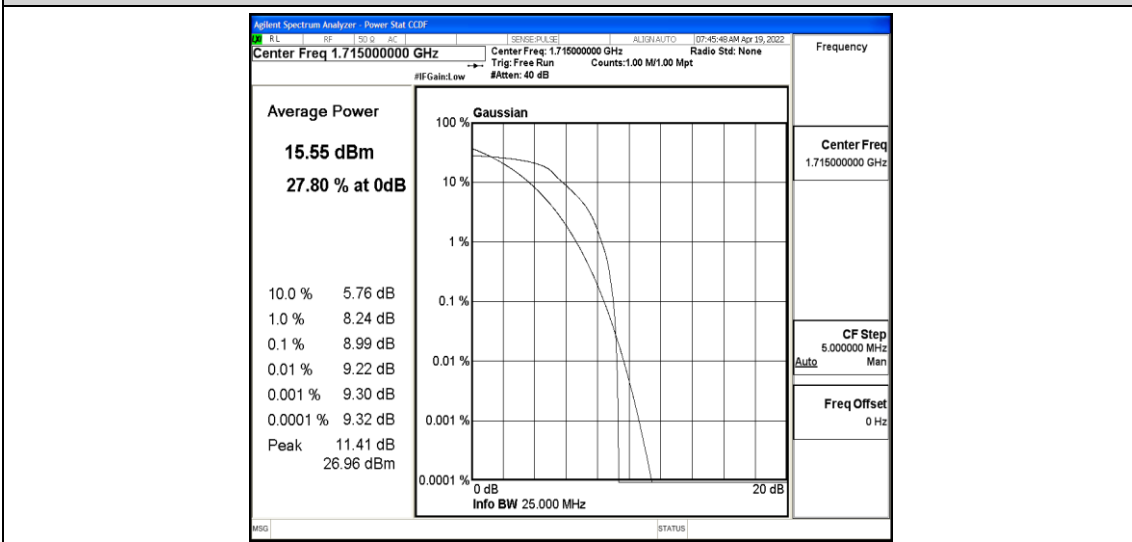 Agilent Spectrum Analyzer - Power Stat CCDF
RL RF 50 Ω AC SENSE:PULSE ALIGN AUTO 07:45:48 AM Apr 19, 2022
Center Freq 1.715000000 GHz
Center Freq: 1.715000000 GHz Radio Std: None
Trig: Free Run Counts:1.00 M/1.00 Mpt
#IFGain:Low #Atten: 40 dB
Frequency
Average Power
15.55 dBm
27.80 % at 0dB
10.0 % 5.76 dB
1.0 % 8.24 dB
0.1 % 8.99 dB
0.01 % 9.22 dB
0.001 % 9.30 dB
0.0001 % 9.32 dB
Peak 11.41 dB
26.96 dBm
Gaussian
100 %
10 %
1 %
0.1 %
0.01 %
0.001 %
0.0001 %
0 dB 20 dB
Info BW 25.000 MHz
Center Freq
1.715000000 GHz
CF Step
5.000000 MHz
Auto Man
Freq Offset
0 Hz
MSG STATUS